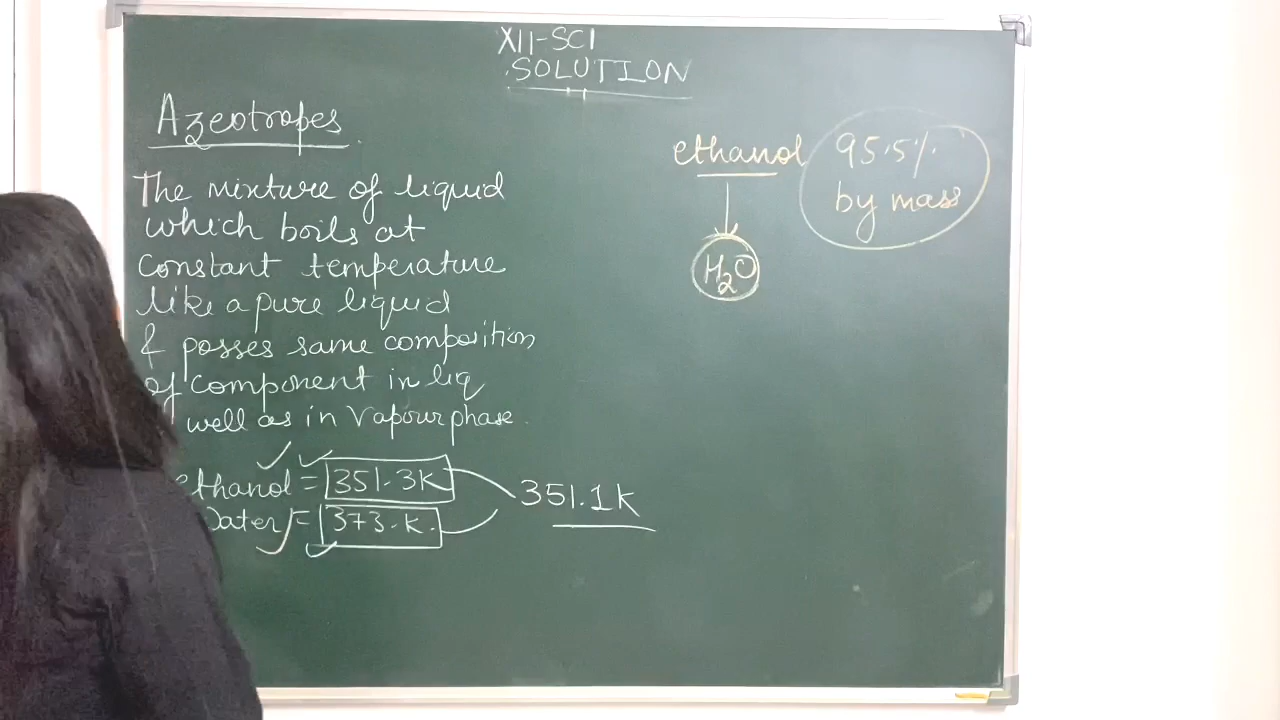 XII-SCI
SOLUTION
Azeotropes
The mixture of liquid
which boils at
constant temperature
like a pure liquid
& posses same composition
of component in liq
well as in Vapour phase.
ethanol = 351.3K
Water = 373.K.
351.1K
ethanol
H2O
95.5%.
by mass